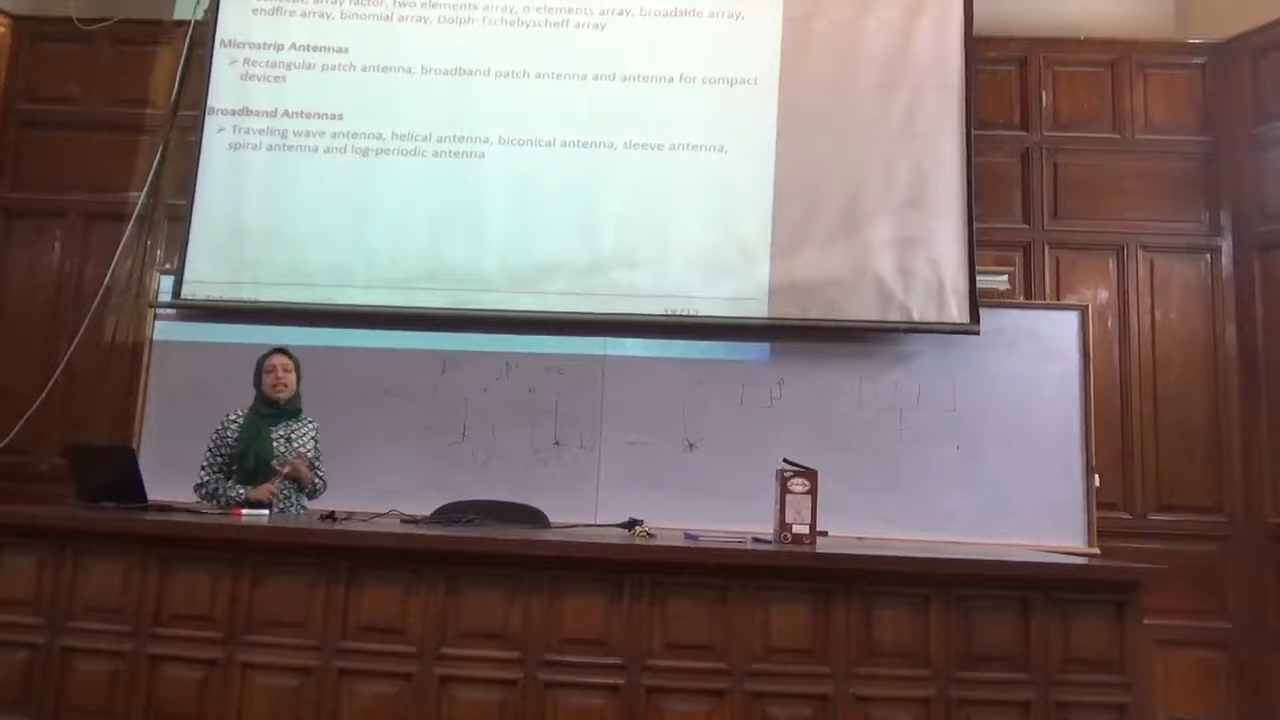 concept, array factor, two elements array, n-elements array, broadside array,
endfire array, binomial array, Dolph-Tschebyscheff array
Microstrip Antennas
➢ Rectangular patch antenna, broadband patch antenna and antenna for compact
devices
Broadband Antennas
➢ Traveling wave antenna, helical antenna, biconical antenna, sleeve antenna,
spiral antenna and log-periodic antenna